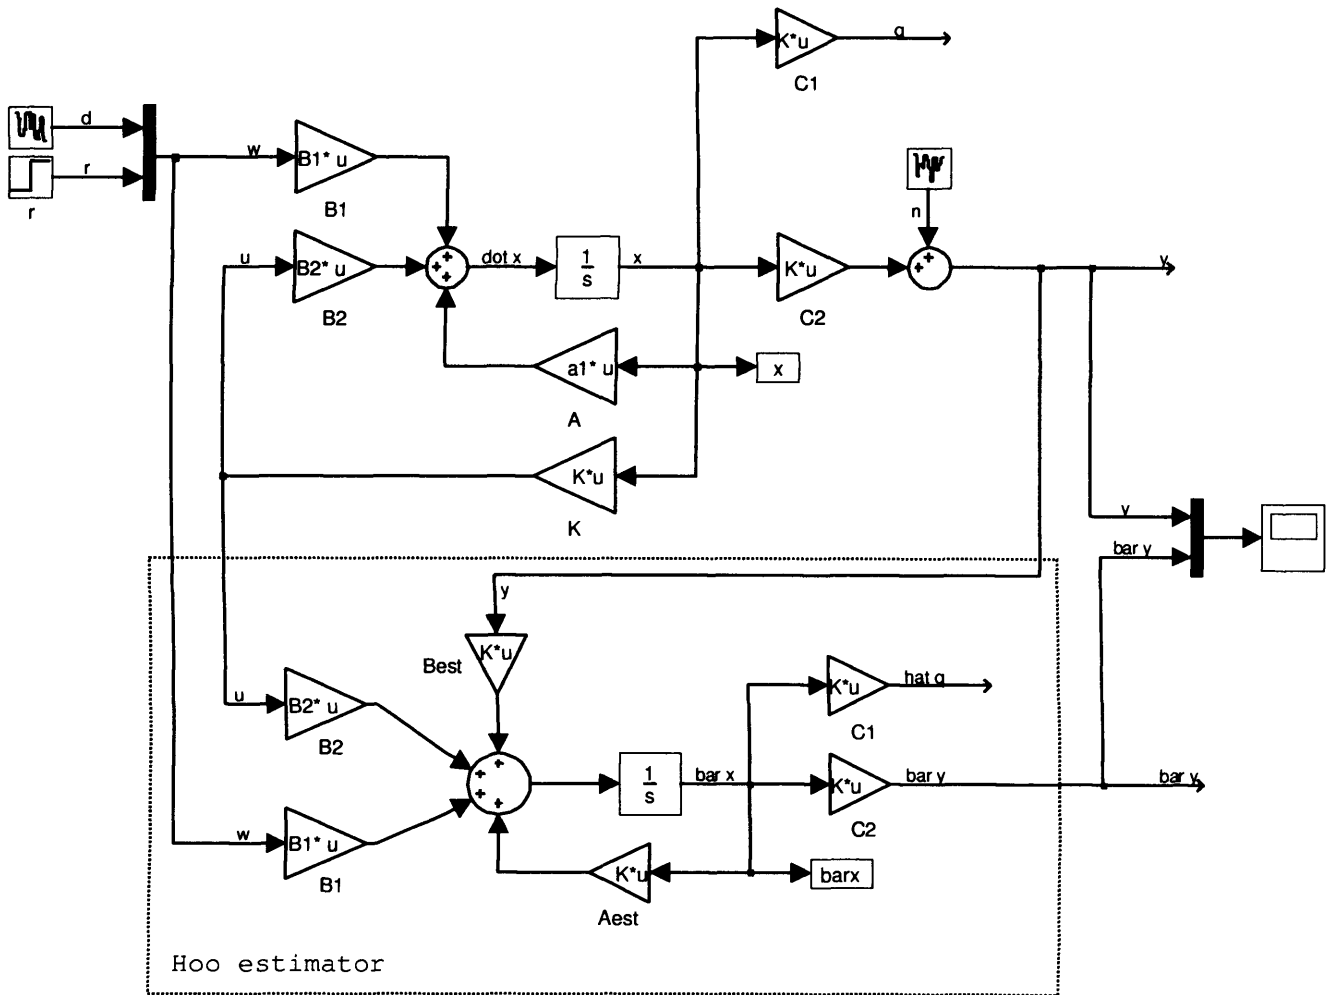 K*u
q
C1
d
r
r
w
B1* u
B1
n
u
B2* u
B2
+
+
+
dot x
1
s
x
K*u
C2
+
+
y
a1* u
A
x
K*u
K
y
bar y
y
K*u
Best
u
B2* u
B2
+
+
+
+
1
s
bar x
K*u
hat q
C1
K*u
bar y
C2
bar y
w
B1* u
B1
K*u
Aest
barx
Hoo estimator